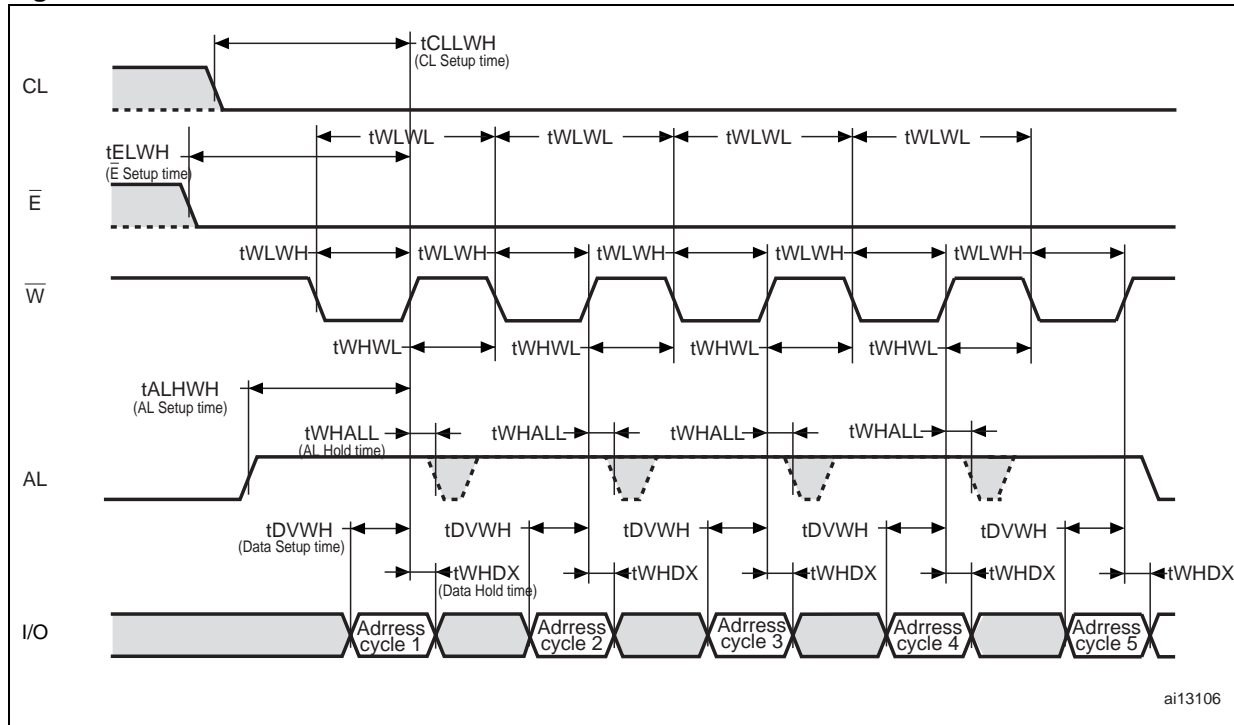 tCLLWH
(CL Setup time)
CL
tWLWL tWLWL tWLWL tWLWL
tELWH
(E̅ Setup time)
E̅
tWLWH tWLWH tWLWH tWLWH tWLWH
W̅
tWHWL tWHWL tWHWL tWHWL
tALHWH
(AL Setup time)
tWHALL tWHALL tWHALL tWHALL
(AL Hold time)
AL
tDVWH tDVWH tDVWH tDVWH tDVWH
(Data Setup time)
tWHDX tWHDX tWHDX tWHDX tWHDX
(Data Hold time)
I/O
Adrress cycle 1
Adrress cycle 2
Adrress cycle 3
Adrress cycle 4
Adrress cycle 5
ai13106